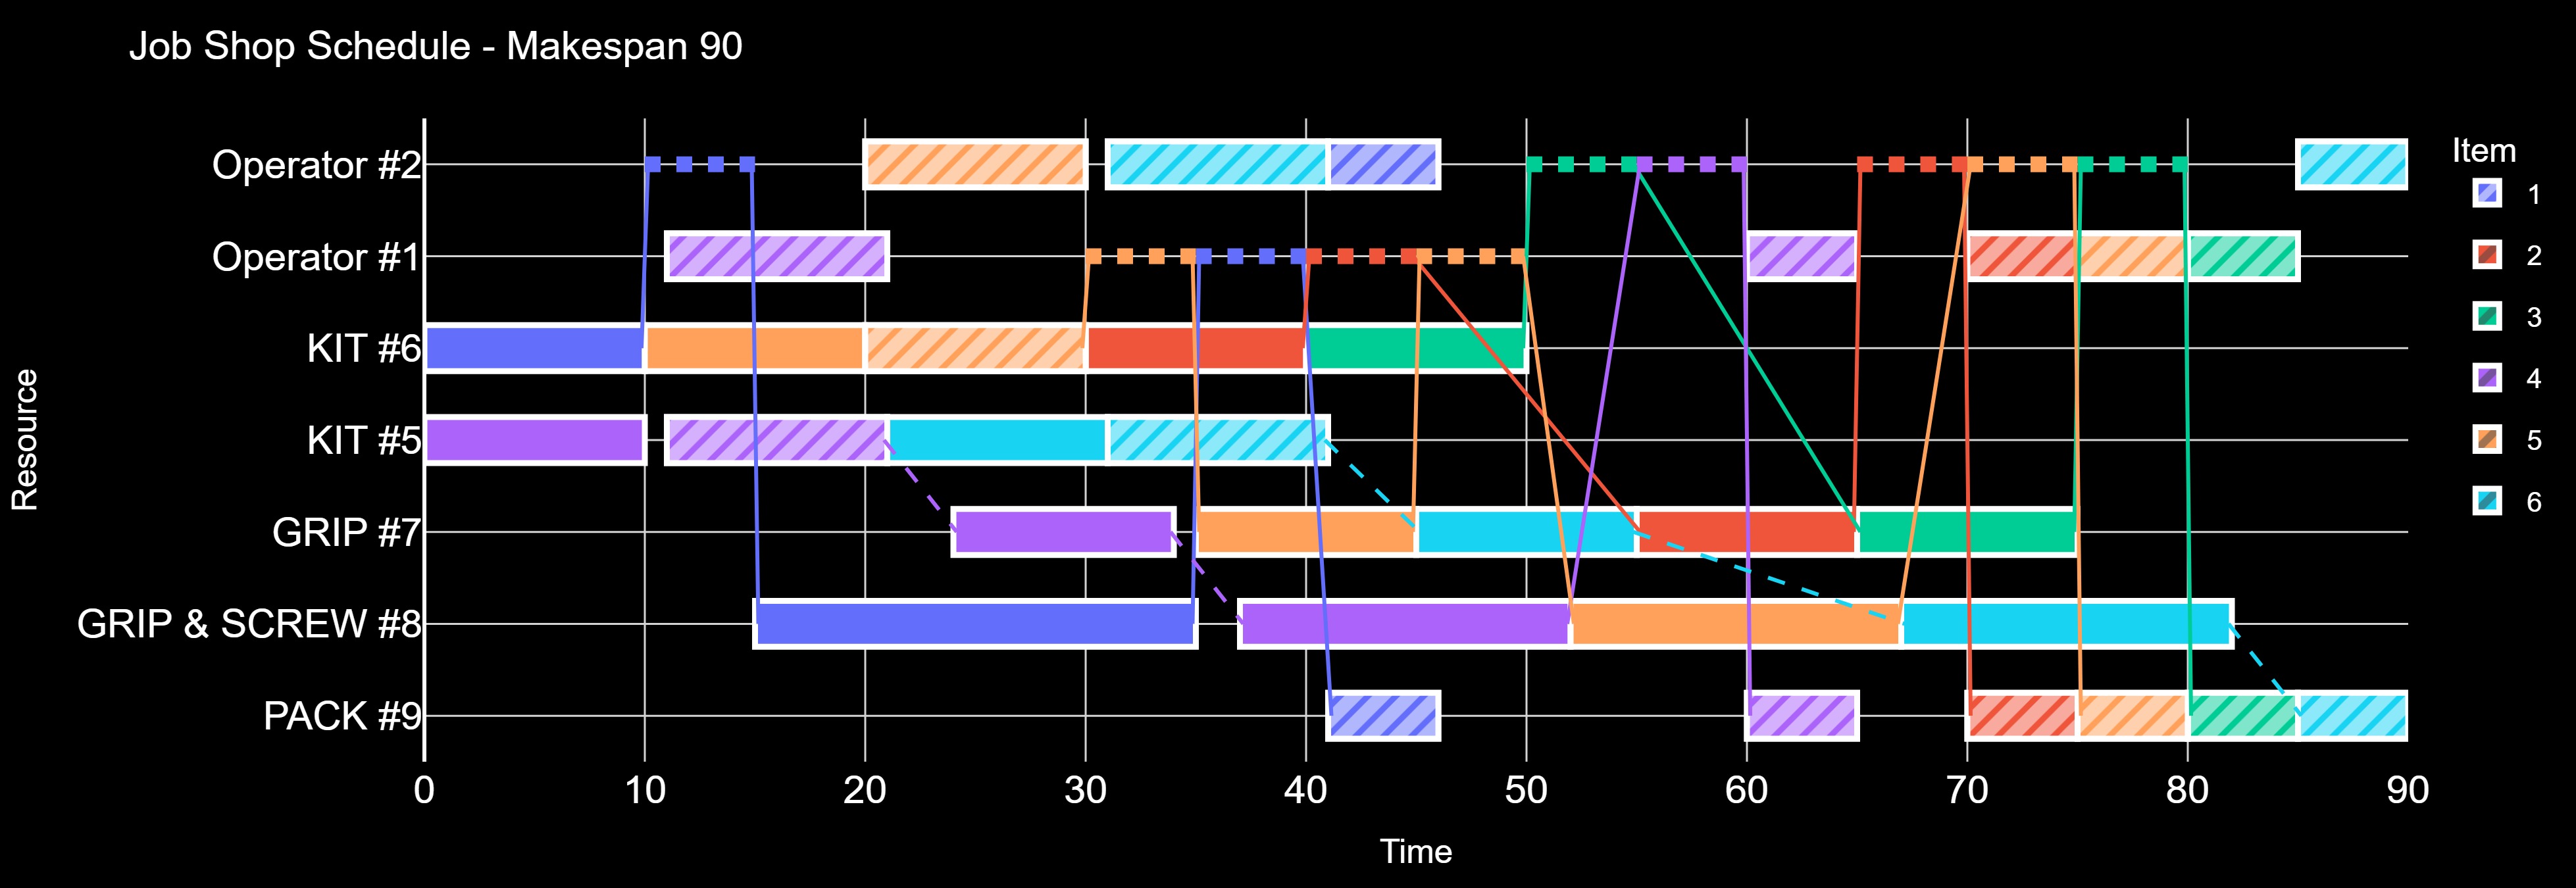 Job Shop Schedule - Makespan 90
Operator #2
Operator #1
KIT #6
KIT #5
GRIP #7
GRIP & SCREW #8
PACK #9
Resource
0 10 20 30 40 50 60 70 80 90
Time
Item
1
2
3
4
5
6